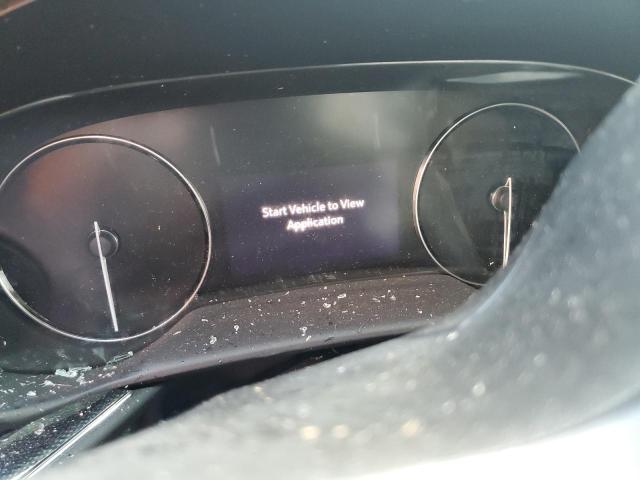 Start Vehicle to View
Application